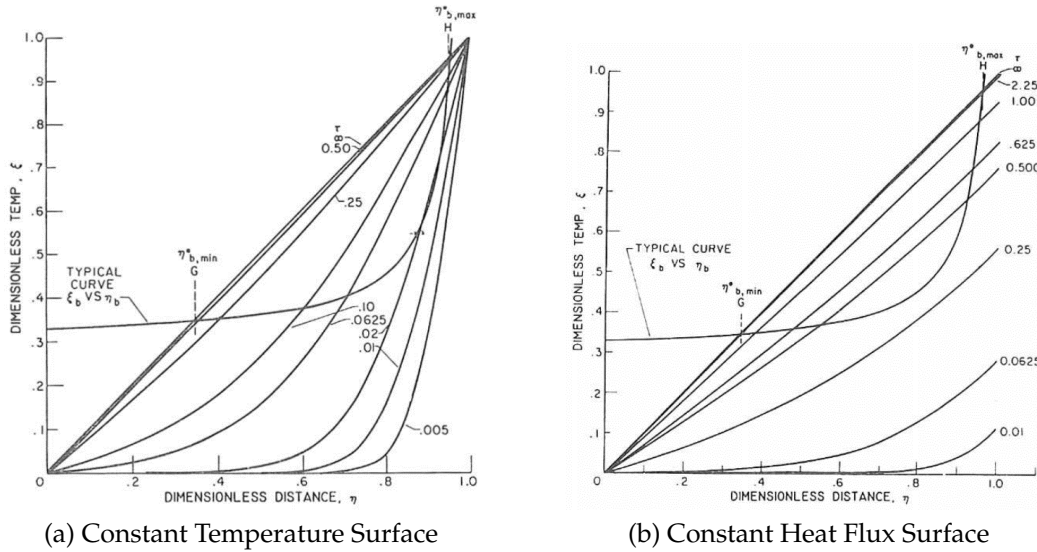 η*b,max
H
1.0
.9
.8
.7
.6
.5
.4
.3
.2
.1
0
DIMENSIONLESS TEMP, ξ
τ
∞
0.50
.25
η*b,min
G
TYPICAL
CURVE
ξb VS ηb
.10
.0625
.02
.01
.005
.2
.4
.6
.8
1.0
DIMENSIONLESS DISTANCE, η
(a) Constant Temperature Surface
η*b,max
H
1.0
.9
.8
.7
.6
.5
.4
.3
.2
.1
0
DIMENSIONLESS TEMP, ξ
τ
∞
2.25
1.00
.625
0.500
0.25
0.0625
0.01
TYPICAL
CURVE
ξb VS ηb
η*b,min
G
.2
.4
.6
.8
1.0
DIMENSIONLESS DISTANCE, η
(b) Constant Heat Flux Surface